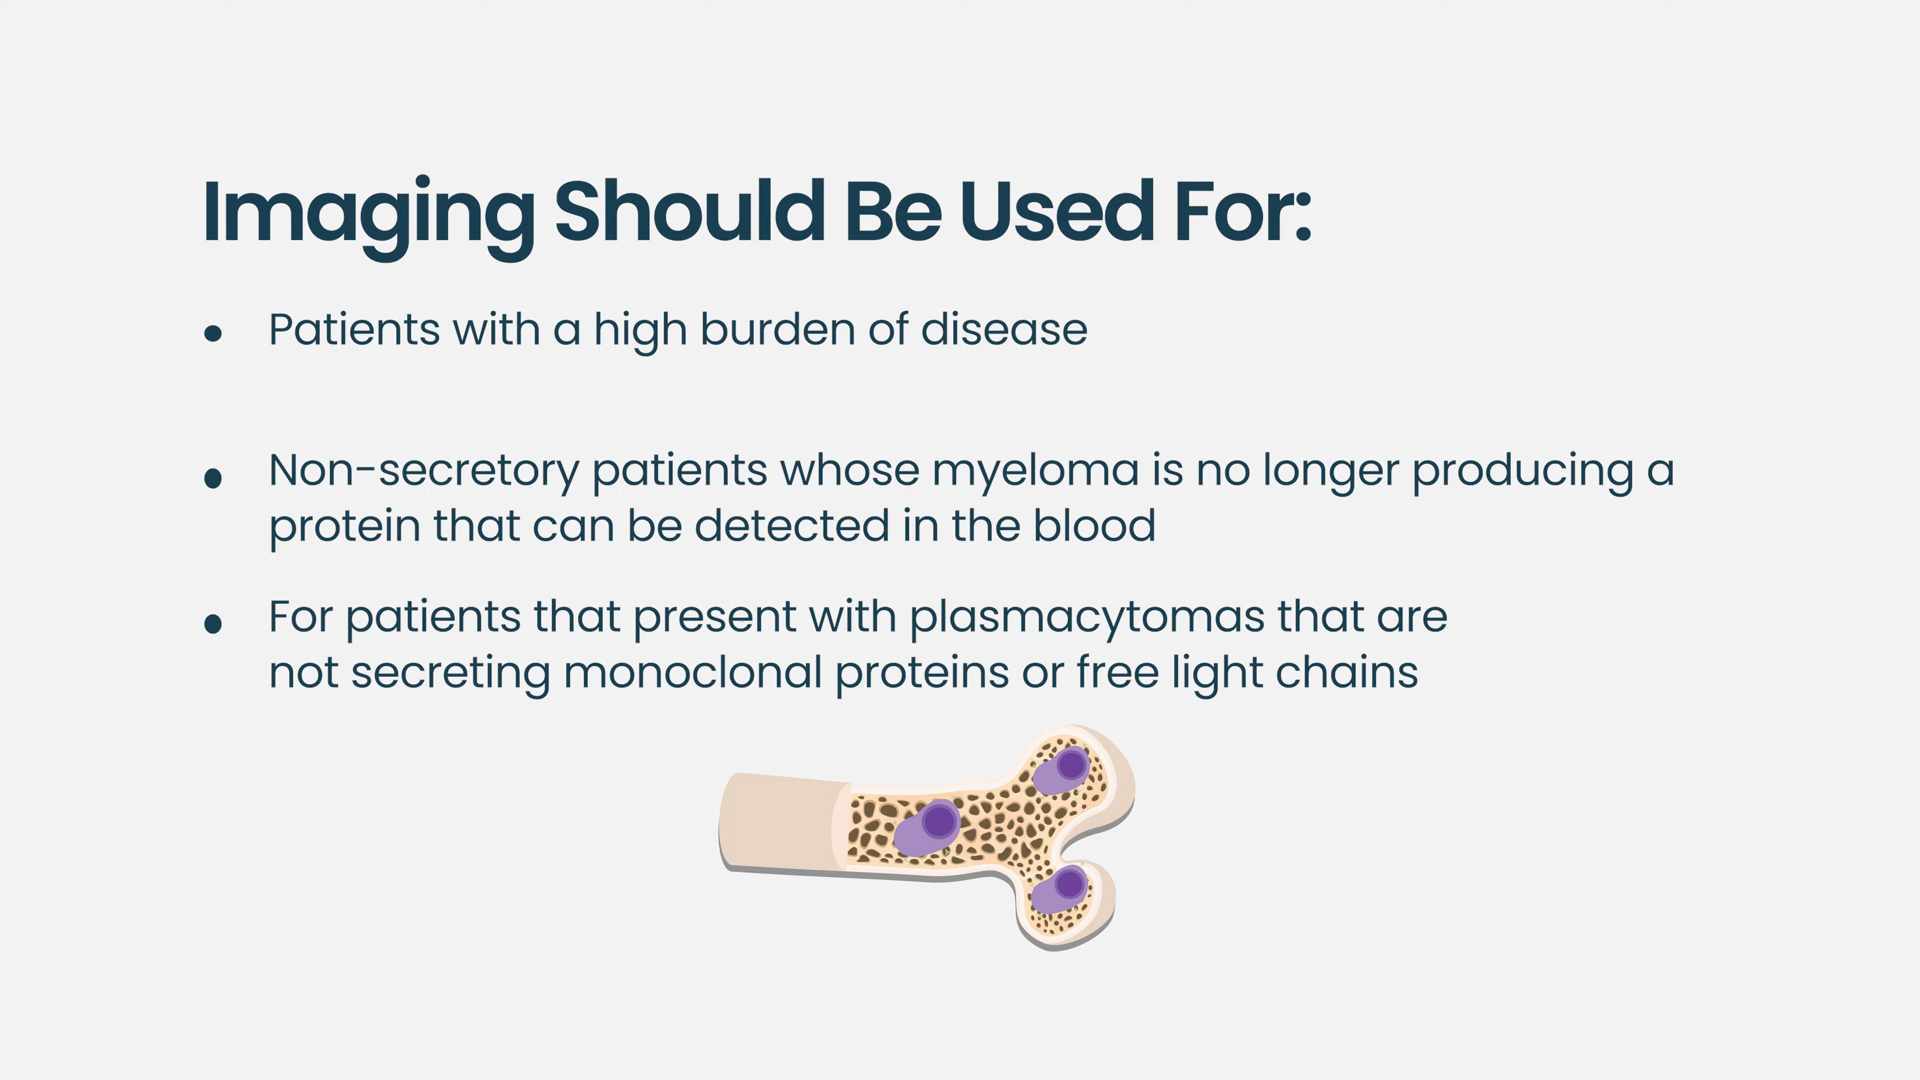 Imaging Should Be Used For:
• Patients with a high burden of disease
• Non-secretory patients whose myeloma is no longer producing a
protein that can be detected in the blood
• For patients that present with plasmacytomas that are
not secreting monoclonal proteins or free light chains